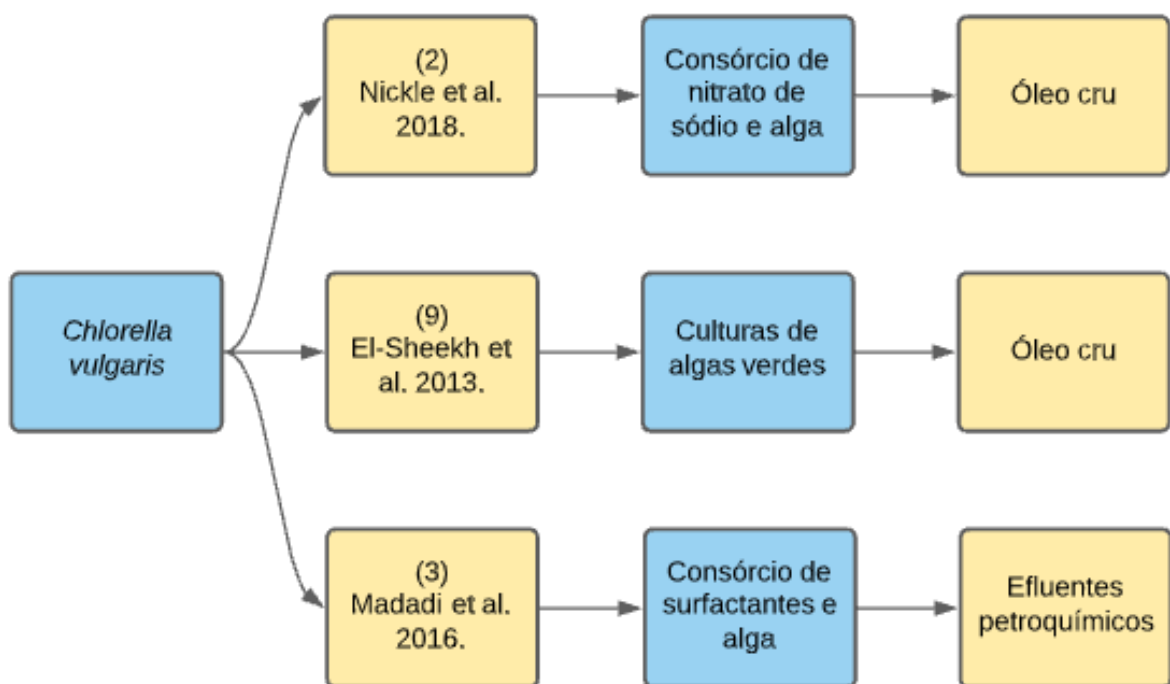 (2)
Nickle et al.
2018.
Consórcio de
nitrato de
sódio e alga
Óleo cru
Chlorella
vulgaris
(9)
El-Sheekh et
al. 2013.
Culturas de
algas verdes
Óleo cru
(3)
Madadi et al.
2016.
Consórcio de
surfactantes e
alga
Efluentes
petroquímicos